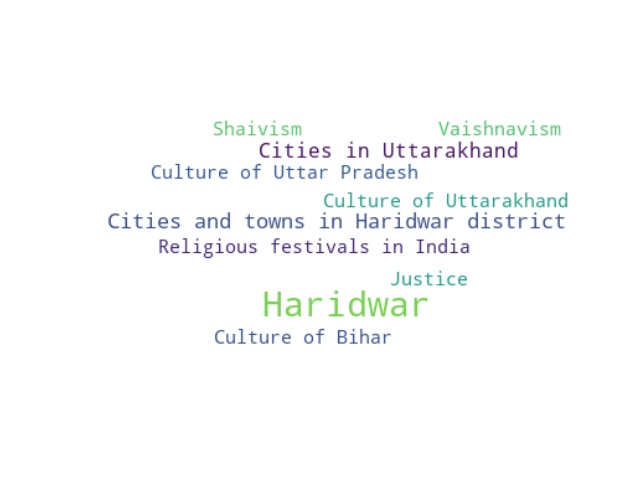 Shaivism Vaishnavism
Cities in Uttarakhand
Culture of Uttar Pradesh
Culture of Uttarakhand
Cities and towns in Haridwar district
Religious festivals in India
Justice
Haridwar
Culture of Bihar